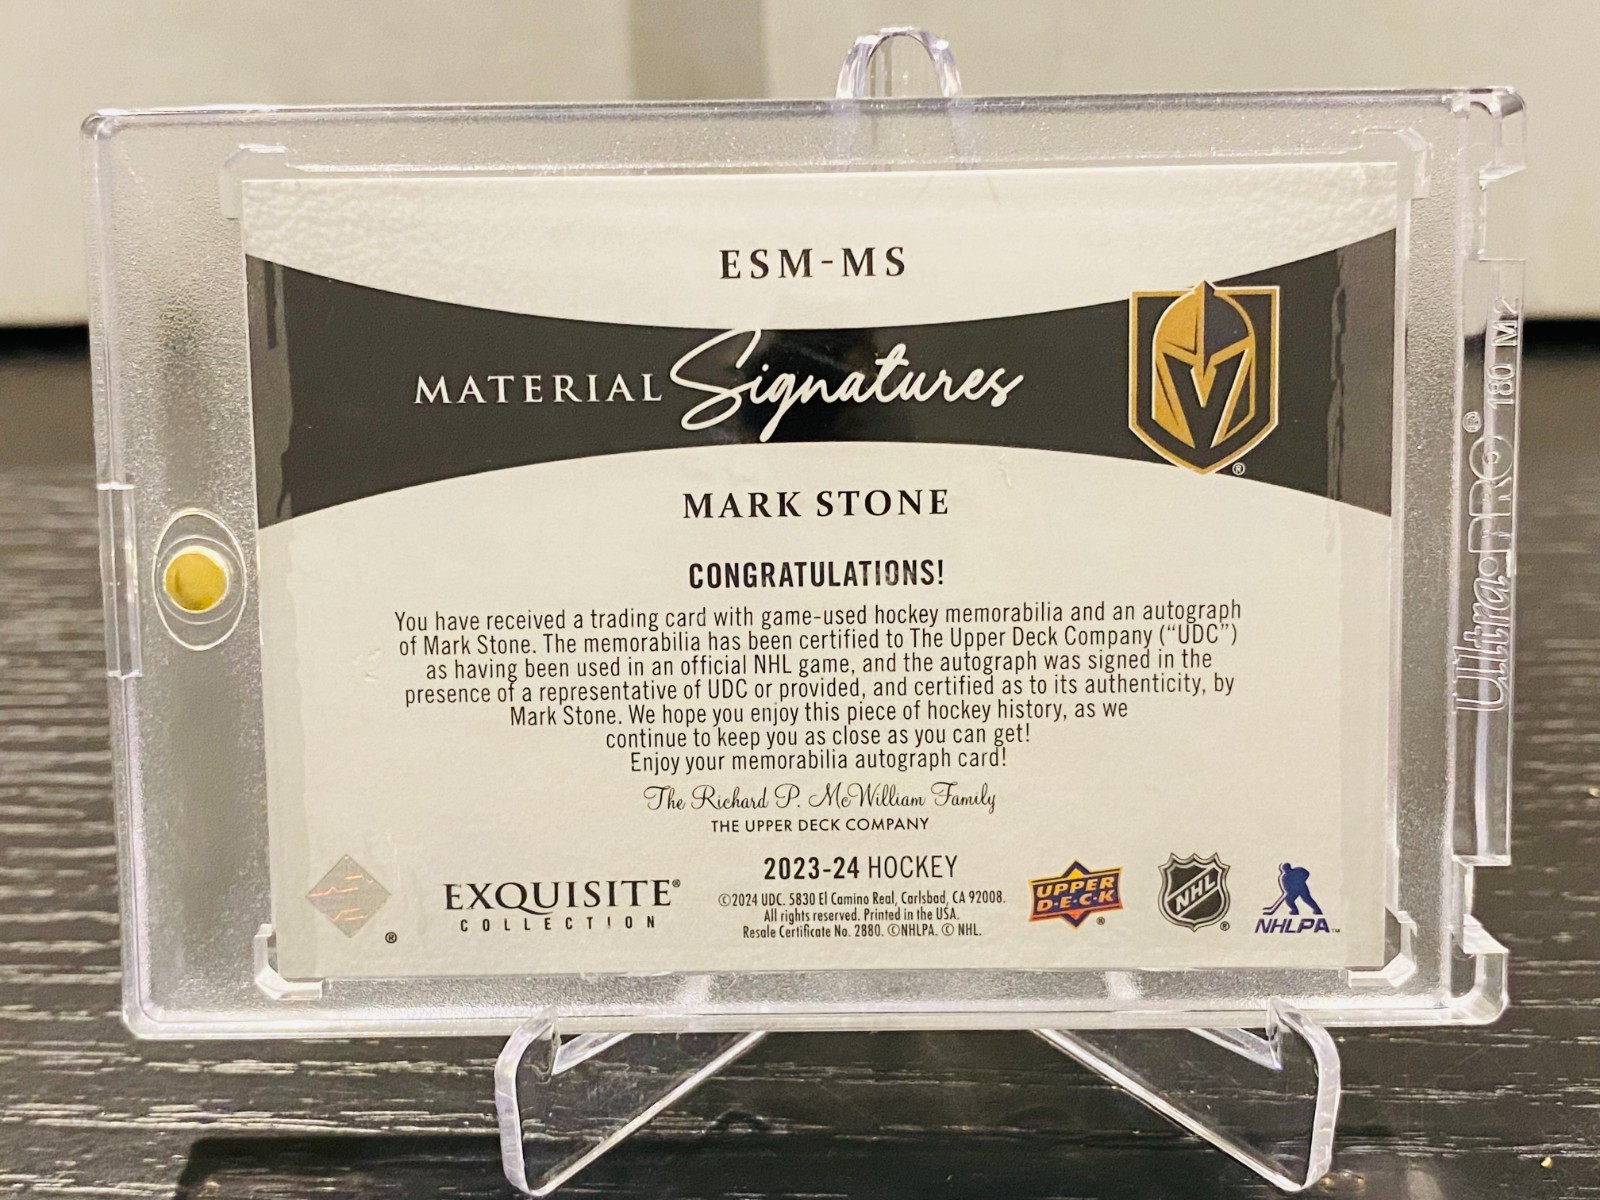 ESM-MS
MATERIAL Signatures
®
MARK STONE
CONGRATULATIONS!
You have received a trading card with game-used hockey memorabilia and an autograph
of Mark Stone. The memorabilia has been certified to The Upper Deck Company (“UDC”)
as having been used in an official NHL game, and the autograph was signed in the
presence of a representative of UDC or provided, and certified as to its authenticity, by
Mark Stone. We hope you enjoy this piece of hockey history, as we
continue to keep you as close as you can get!
Enjoy your memorabilia autograph card!
The Richard P. McWilliam Family
THE UPPER DECK COMPANY
EXQUISITE®
COLLECTION
®
2023-24 HOCKEY
©2024 UDC. 5830 El Camino Real, Carlsbad, CA 92008.
All rights reserved. Printed in the USA.
Resale Certificate No. 2880. ©NHLPA. © NHL.
UPPER
D·E·C·K
®
NHL
®
NHLPA™
UltraPRO® 180 M2